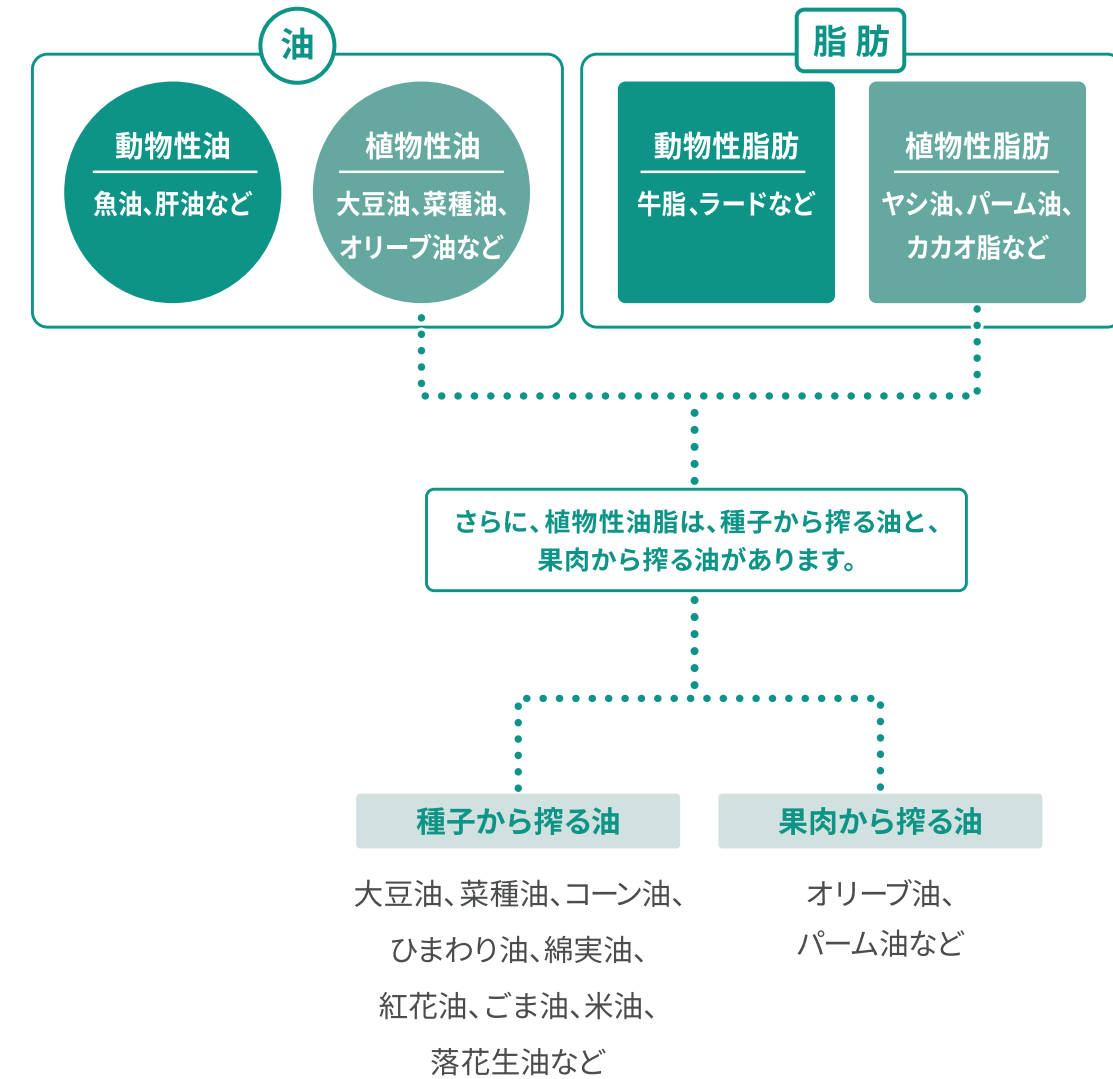 油
動物性油
魚油、肝油など
植物性油
大豆油、菜種油、
オリーブ油など
脂肪
動物性脂肪
牛脂、ラードなど
植物性脂肪
ヤシ油、パーム油、
カカオ脂など
さらに、植物性油脂は、種子から搾る油と、
果肉から搾る油があります。
種子から搾る油
大豆油、菜種油、コーン油、
ひまわり油、綿実油、
紅花油、ごま油、米油、
落花生油など
果肉から搾る油
オリーブ油、
パーム油など